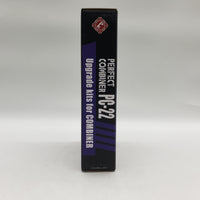 PERFECT
COMBINER PC-22
Upgrade kits for COMBINER